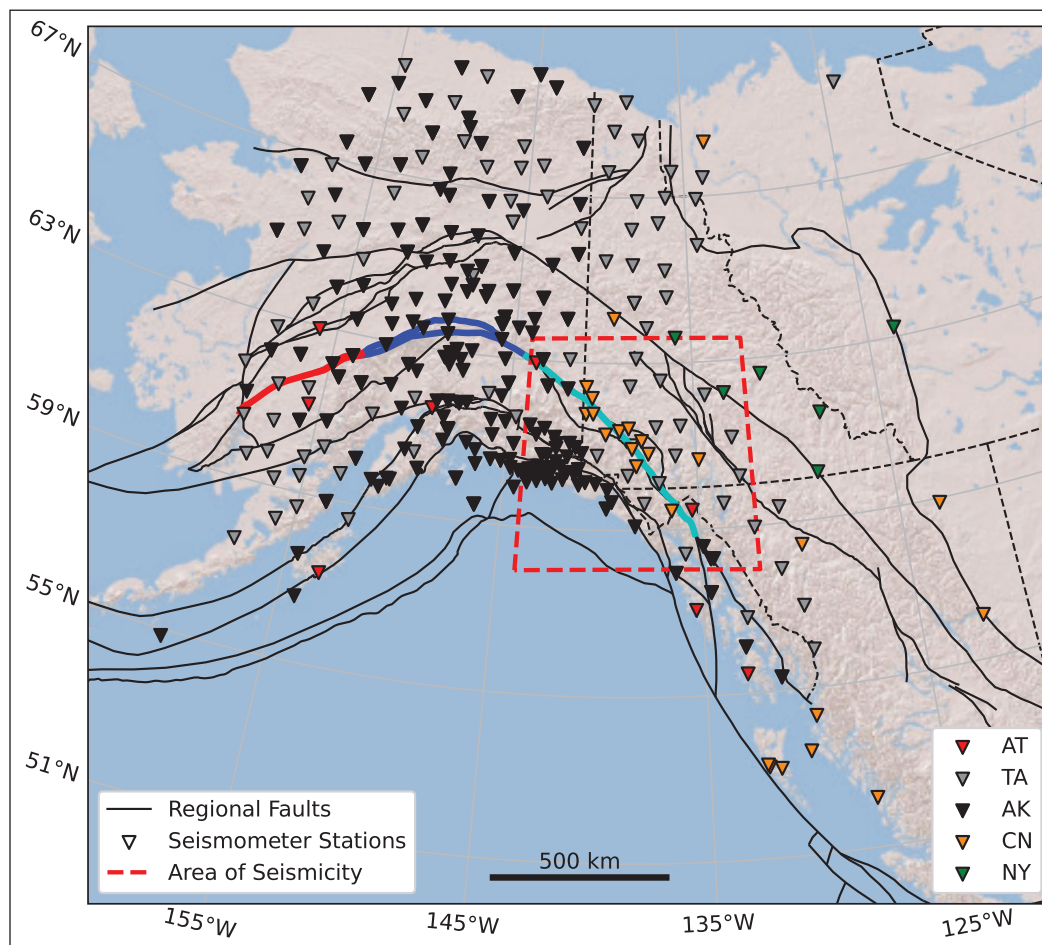 67°N
63°N
59°N
55°N
51°N
Regional Faults
Seismometer Stations
Area of Seismicity
500 km
AT
TA
AK
CN
NY
155°W
145°W
135°W
125°W